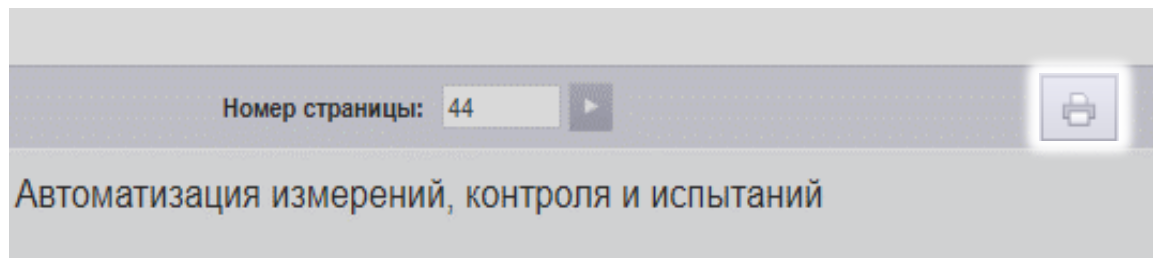 Номер страницы: 44
Автоматизация измерений, контроля и испытаний